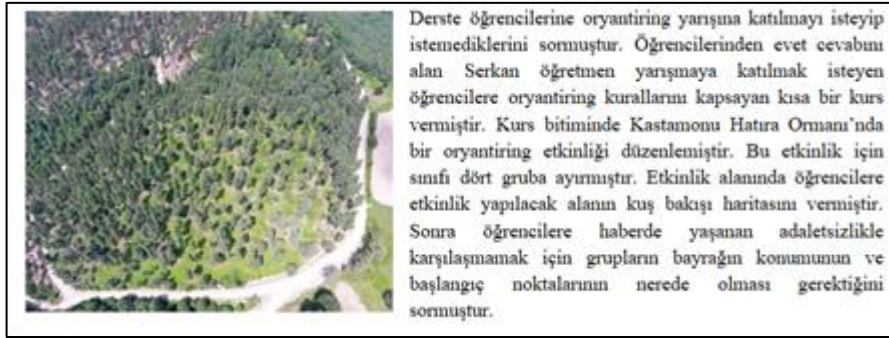 Derste öğrencilerine oryantiring yarışına katılmayı isteyip
istemediklerini sormuştur. Öğrencilerinden evet cevabını
alan Serkan öğretmen yarışmaya katılmak isteyen
öğrencilere oryantiring kurallarını kapsayan kısa bir kurs
vermiştir. Kurs bitiminde Kastamonu Hatıra Ormanı'nda
bir oryantiring etkinliği düzenlemiştir. Bu etkinlik için
sınıfı dört gruba ayırmıştır. Etkinlik alanında öğrencilere
etkinlik yapılacak alanın kuş bakışı haritasını vermiştir.
Sonra öğrencilere haberde yaşanan adaletsizlikle
karşılaşmamak için grupların bayrağın konumunun ve
başlangıç noktalarının nerede olması gerektiğini
sormuştur.